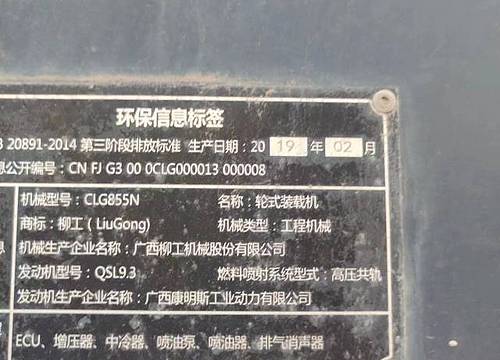 环保信息标签
20891-2014 第三阶段排放标准 生产日期：2019年02月
公开编号：CN FJ G3 00 0CLG000013 000008
机械型号：CLG855N 名称：轮式装载机
商标：柳工（LiuGong） 机械类型：工程机械
机械生产企业名称：广西柳工机械股份有限公司
发动机型号：QSL9.3 燃料喷射系统型式：高压共轨
发动机生产企业名称：广西康明斯工业动力有限公司
ECU、增压器、中冷器、喷油泵、喷油器、排气消声器